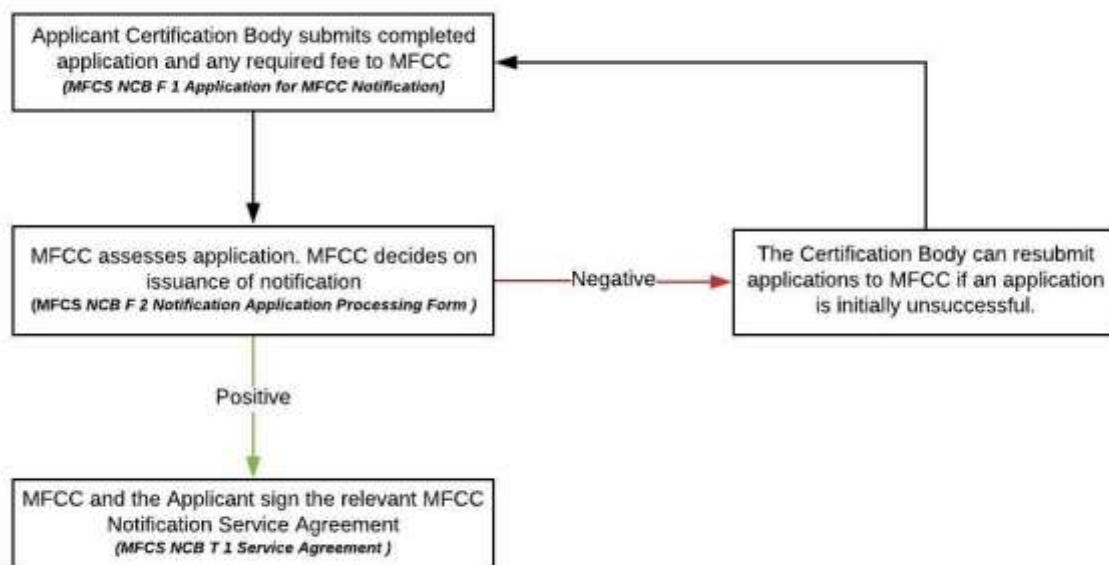 Applicant Certification Body submits completed
application and any required fee to MFCC
(MFCS NCB F 1 Application for MFCC Notification)
MFCC assesses application. MFCC decides on
issuance of notification
(MFCS NCB F 2 Notification Application Processing Form )
Negative
The Certification Body can resubmit
applications to MFCC if an application
is initially unsuccessful.
Positive
MFCC and the Applicant sign the relevant MFCC
Notification Service Agreement
(MFCS NCB T 1 Service Agreement )